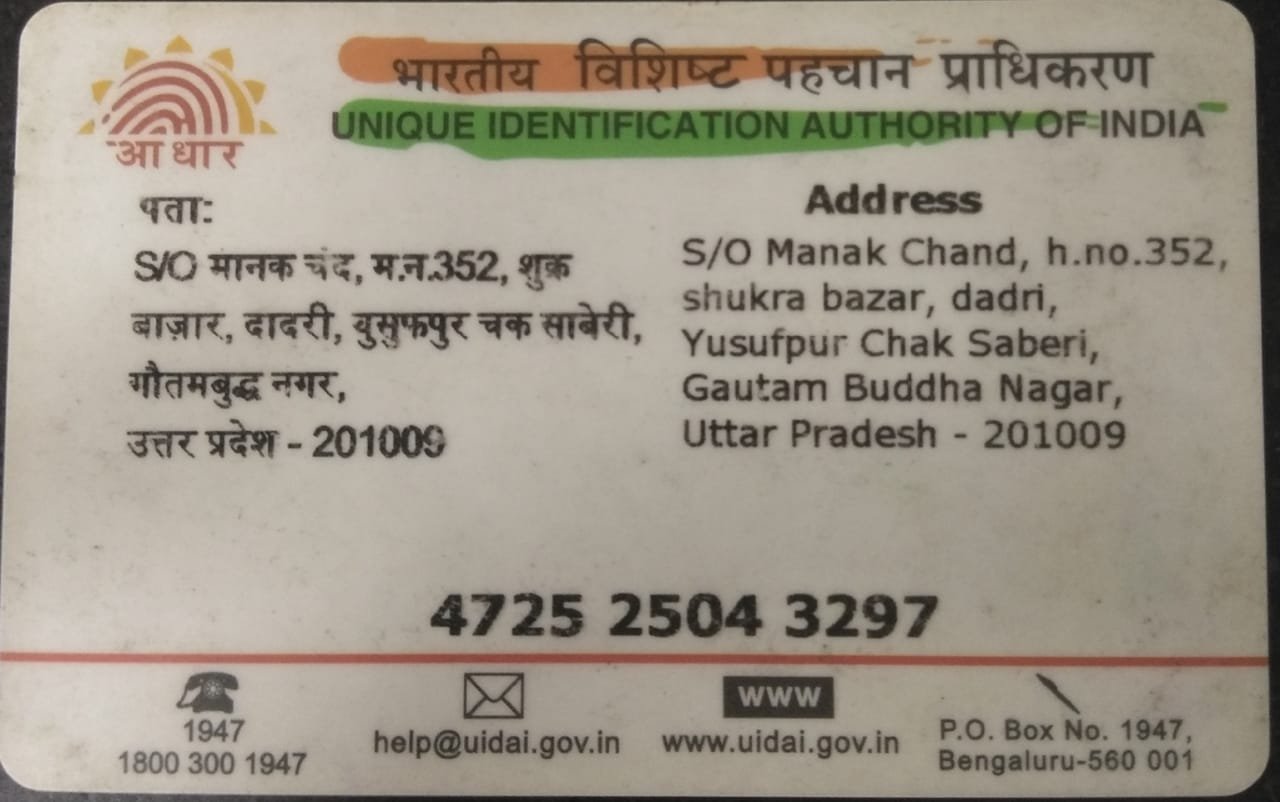 भारतीय विशिष्ट पहचान प्राधिकरण
UNIQUE IDENTIFICATION AUTHORITY OF INDIA
आधार
पता:
S/O मानक चंद, म.न.352, शुक्र
बाज़ार, दादरी, युसुफपुर चक साबेरी,
गौतमबुद्ध नगर,
उत्तर प्रदेश - 201009
Address
S/O Manak Chand, h.no.352,
shukra bazar, dadri,
Yusufpur Chak Saberi,
Gautam Buddha Nagar,
Uttar Pradesh - 201009
4725 2504 3297
1947
1800 300 1947
help@uidai.gov.in
www
www.uidai.gov.in
P.O. Box No. 1947,
Bengaluru-560 001